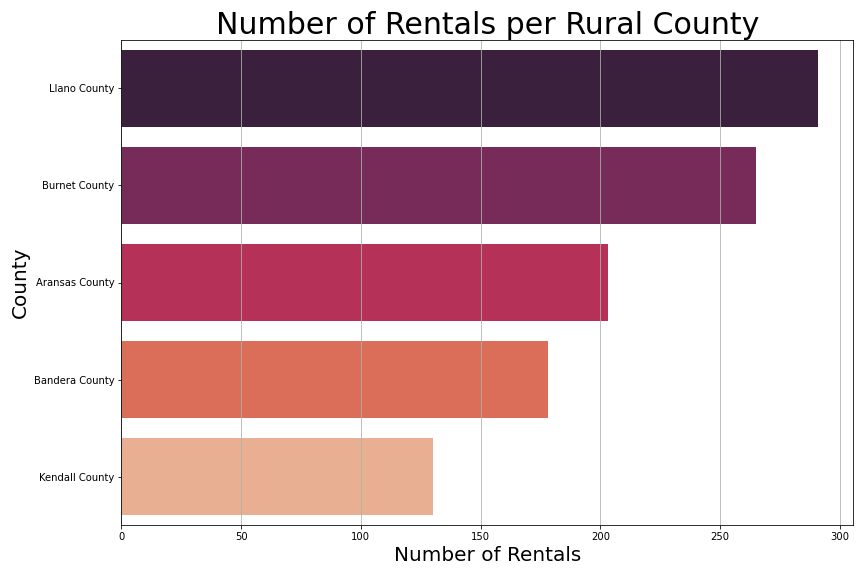 Number of Rentals per Rural County
County
Llano County
Burnet County
Aransas County
Bandera County
Kendall County
0 50 100 150 200 250 300
Number of Rentals